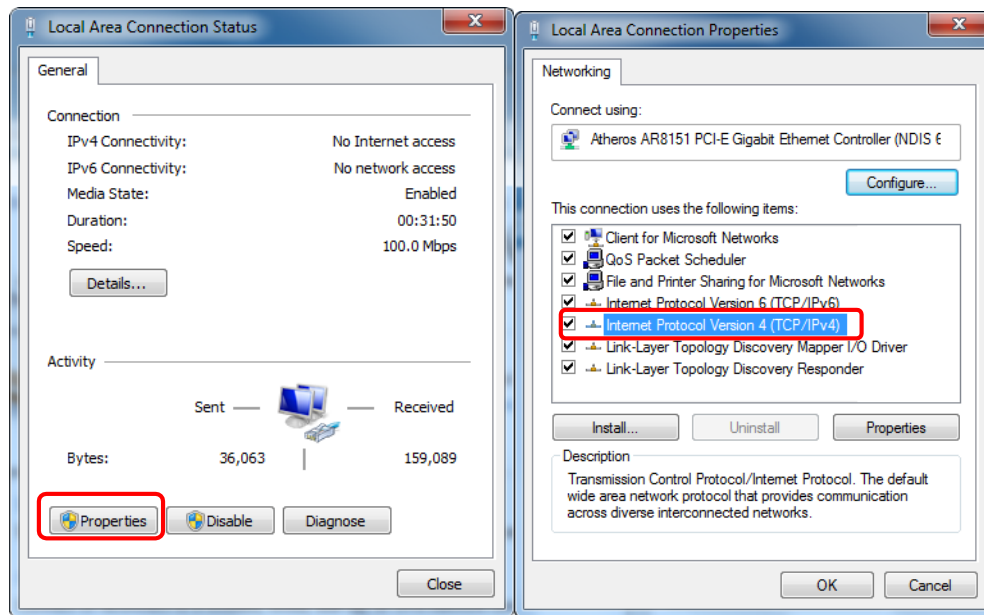 Local Area Connection Status
General
Connection
IPv4 Connectivity: No Internet access
IPv6 Connectivity: No network access
Media State: Enabled
Duration: 00:31:50
Speed: 100.0 Mbps
Details...
Activity
Sent Received
Bytes: 36,063 159,089
Properties Disable Diagnose
Close
Local Area Connection Properties
Networking
Connect using:
Atheros AR8151 PCI-E Gigabit Ethernet Controller (NDIS 6
Configure...
This connection uses the following items:
Client for Microsoft Networks
QoS Packet Scheduler
File and Printer Sharing for Microsoft Networks
Internet Protocol Version 6 (TCP/IPv6)
Internet Protocol Version 4 (TCP/IPv4)
Link-Layer Topology Discovery Mapper I/O Driver
Link-Layer Topology Discovery Responder
Install... Uninstall Properties
Description
Transmission Control Protocol/Internet Protocol. The default
wide area network protocol that provides communication
across diverse interconnected networks.
OK Cancel